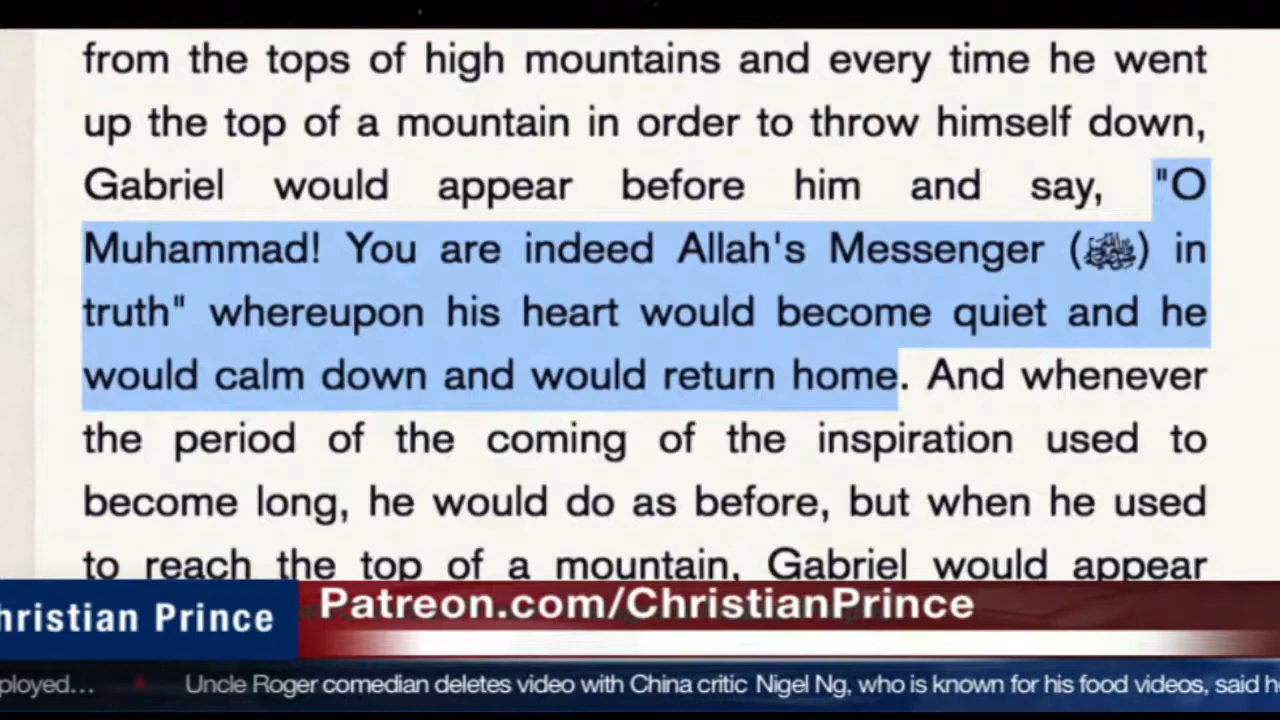 from the tops of high mountains and every time he went
up the top of a mountain in order to throw himself down,
Gabriel would appear before him and say, "O
Muhammad! You are indeed Allah's Messenger (ﷺ) in
truth" whereupon his heart would become quiet and he
would calm down and would return home. And whenever
the period of the coming of the inspiration used to
become long, he would do as before, but when he used
to reach the top of a mountain, Gabriel would appear
hristian Prince
Patreon.com/ChristianPrince
ployed... Uncle Roger comedian deletes video with China critic Nigel Ng, who is known for his food videos, said h